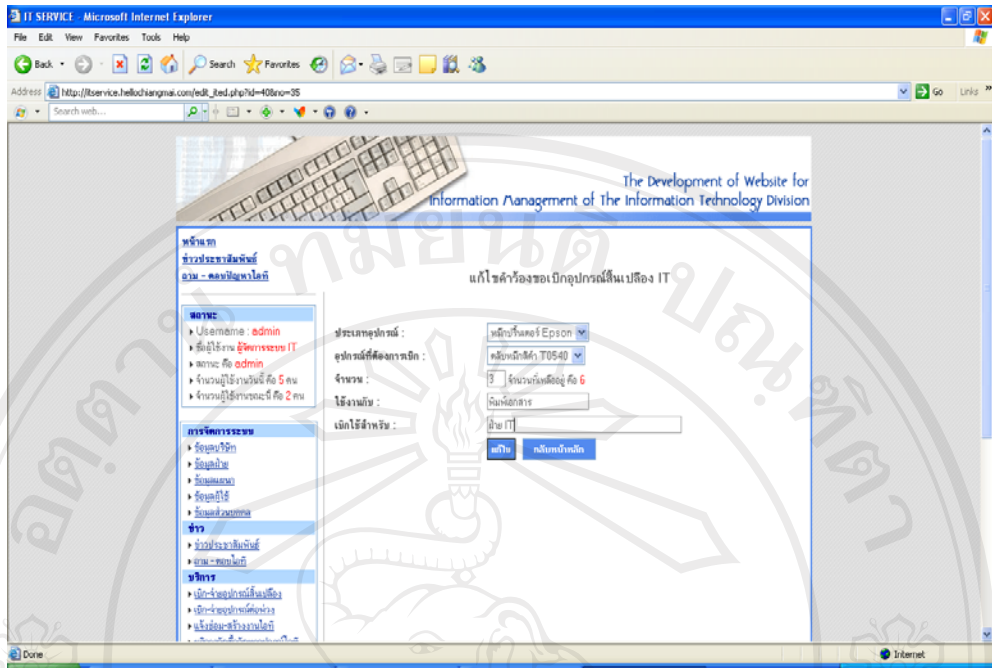 IT SERVICE - Microsoft Internet Explorer
File Edit View Favorites Tools Help
Back Search Favorites
Address http://itservice.hellochiangmai.com/edit_ited.php?id=40&no=35 Go Links
Search web...
The Development of Website for
Information Management of The Information Technology Division
หน้าแรก
ข่าวประชาสัมพันธ์
ถาม - ตอบปัญหาไอที
แก้ไขคำร้องขอเบิกอุปกรณ์สิ้นเปลือง IT
สถานะ
Username : admin
ชื่อผู้ใช้งาน ผู้จัดการระบบ IT
สถานะ คือ admin
จำนวนผู้ใช้งานวันนี้ คือ 5 คน
จำนวนผู้ใช้งานขณะนี้ คือ 2 คน
ประเภทอุปกรณ์ : หมึกปริ้นเตอร์ Epson
อุปกรณ์ที่ต้องการเบิก : ตลับหมึกสีดำ T0540
จำนวน : 3 จำนวนที่เหลืออยู่ คือ 6
ใช้งานกับ : พิมพ์เอกสาร
เบิกใช้สำหรับ : ฝ่าย IT
แก้ไข กลับหน้าหลัก
การจัดการระบบ
ข้อมูลบริษัท
ข้อมูลฝ่าย
ข้อมูลแผนก
ข้อมูลผู้ใช้
ข้อมูลส่วนบุคคล
ข่าว
ข่าวประชาสัมพันธ์
ถาม - ตอบไอที
บริการ
เบิก-จ่ายอุปกรณ์สิ้นเปลือง
เบิก-จ่ายอุปกรณ์ต่อพ่วง
แจ้งซ่อม-สร้างงานไอที
Done Internet